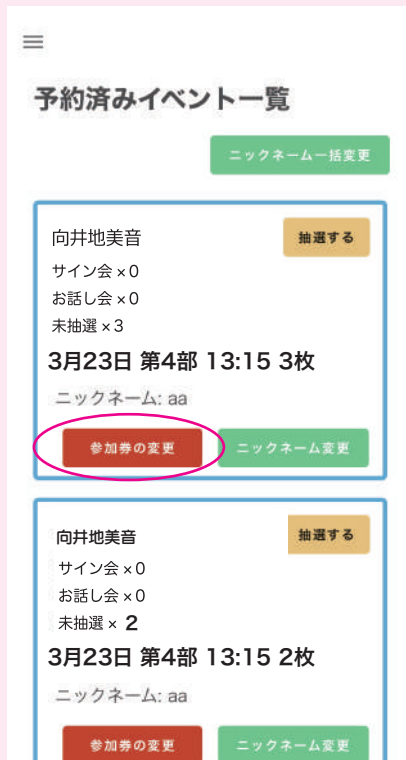 予約済みイベント一覧
ニックネーム一括変更
向井地美音
抽選する
サイン会 ×0
お話し会 ×0
未抽選 ×3
3月23日 第4部 13:15 3枚
ニックネーム: aa
参加券の変更
ニックネーム変更
向井地美音
抽選する
サイン会 ×0
お話し会 ×0
未抽選 × 2
3月23日 第4部 13:15 2枚
ニックネーム: aa
参加券の変更
ニックネーム変更